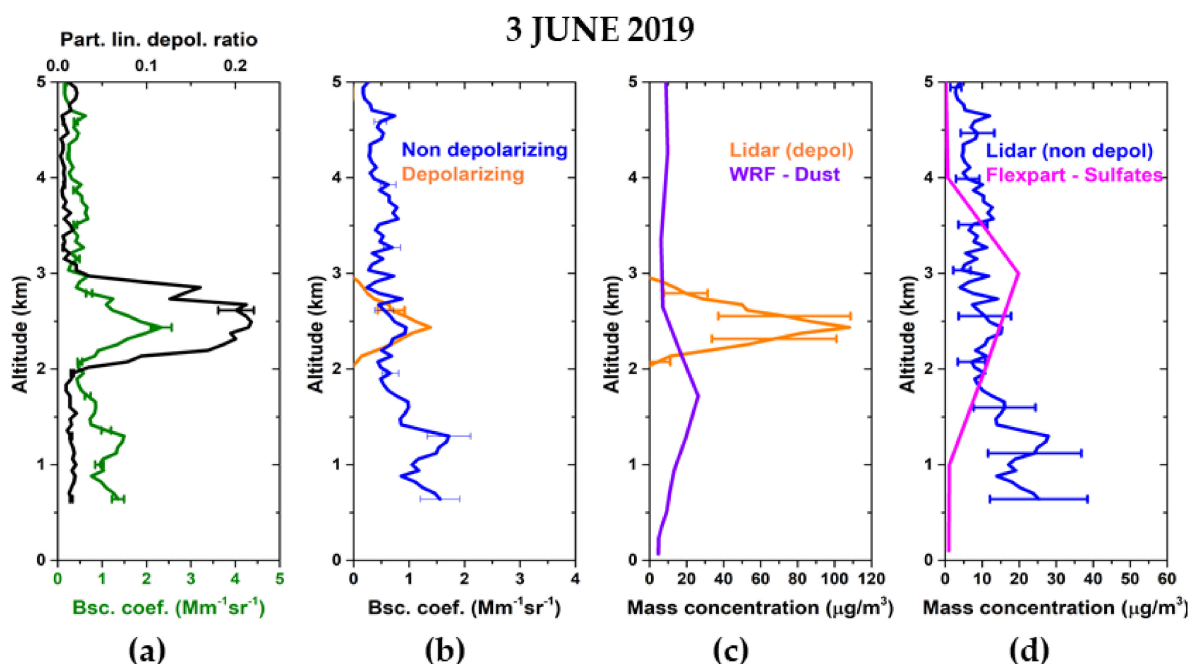 3 JUNE 2019
Part. lin. depol. ratio
0.0 0.1 0.2
5
4
3
2
1
0
Altitude (km)
0 1 2 3 4 5
Bsc. coef. (Mm⁻¹sr⁻¹)
(a)
Non depolarizing
Depolarizing
5
4
3
2
1
0
Altitude (km)
0 1 2 3 4
Bsc. coef. (Mm⁻¹sr⁻¹)
(b)
Lidar (depol)
WRF - Dust
5
4
3
2
1
0
Altitude (km)
0 20 40 60 80 100 120
Mass concentration (μg/m³)
(c)
Lidar (non depol)
Flexpart - Sulfates
5
4
3
2
1
0
Altitude (km)
0 10 20 30 40 50 60
Mass concentration (μg/m³)
(d)